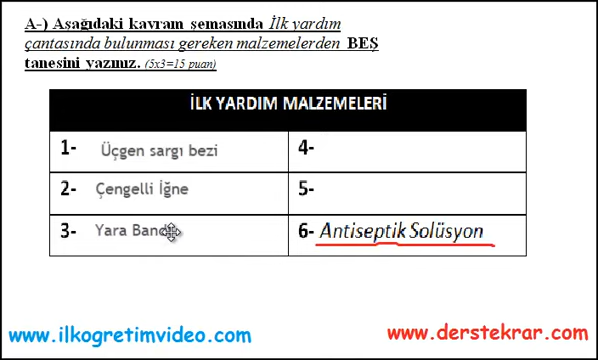 A-) Aşağıdaki kavram semasında İlk yardım
çantasında bulunması gereken malzemelerden BEŞ
tanesini yazınız. (5x3=15 puan)
İLK YARDIM MALZEMELERİ
1- Üçgen sargı bezi
4-
2- Çengelli İğne
5-
3- Yara Bandı
6- Antiseptik Solüsyon
www.ilkogretimvideo.com
www.derstekrar.com